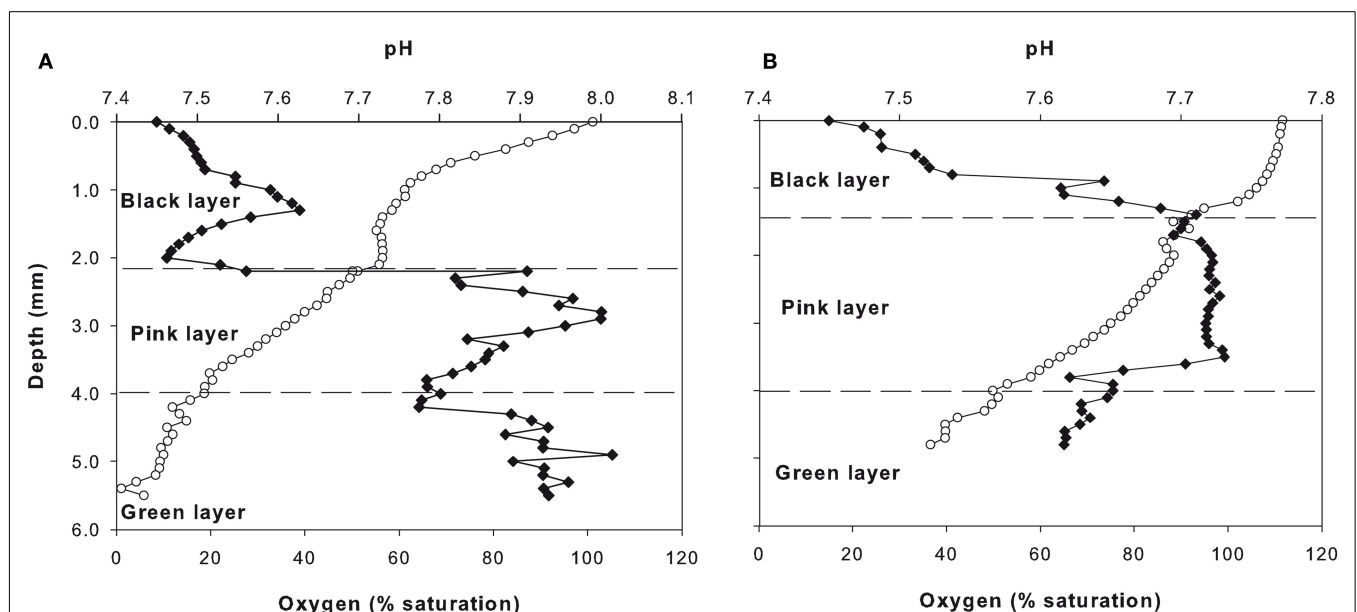 A
pH
7.4 7.5 7.6 7.7 7.8 7.9 8.0 8.1
Depth (mm)
0.0
1.0
2.0
3.0
4.0
5.0
6.0
Black layer
Pink layer
Green layer
0 20 40 60 80 100 120
Oxygen (% saturation)
B
pH
7.4 7.5 7.6 7.7 7.8
Black layer
Pink layer
Green layer
0 20 40 60 80 100 120
Oxygen (% saturation)